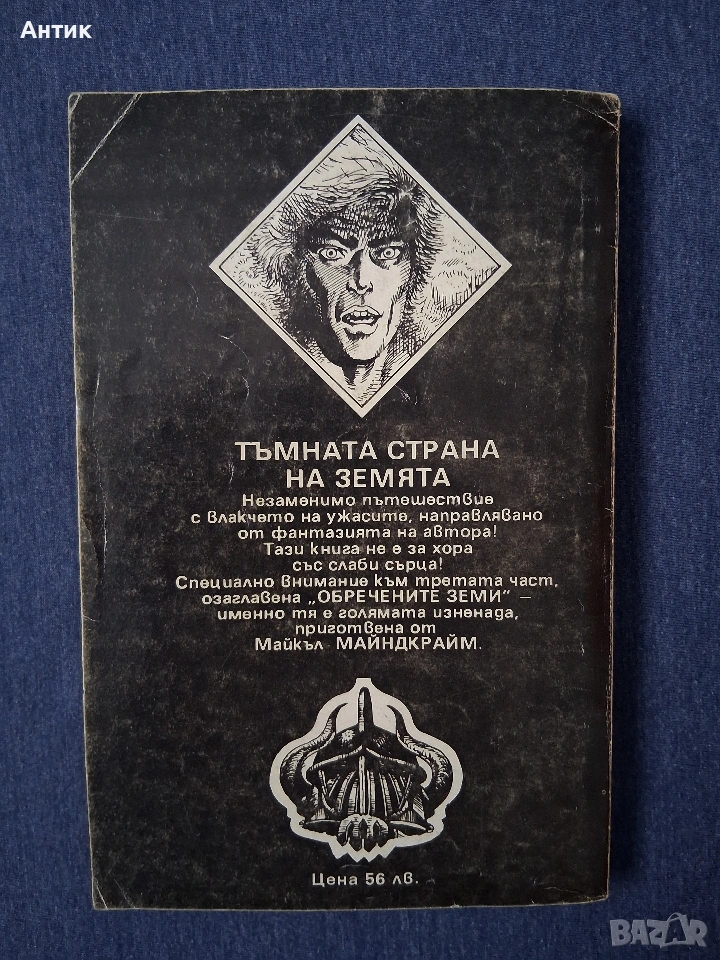 Антик
ТЪМНАТА СТРАНА
НА ЗЕМЯТА
Незаменимо пътешествие
с влакчето на ужасите, направлявано
от фантазията на автора!
Тази книга не е за хора
със слаби сърца!
Специално внимание към третата част,
озаглавена „ОБРЕЧЕНИТЕ ЗЕМИ" –
именно тя е голямата изненада,
приготвена от
Майкъл МАЙНДКРАЙМ.
Цена 56 лв.
BAZAR